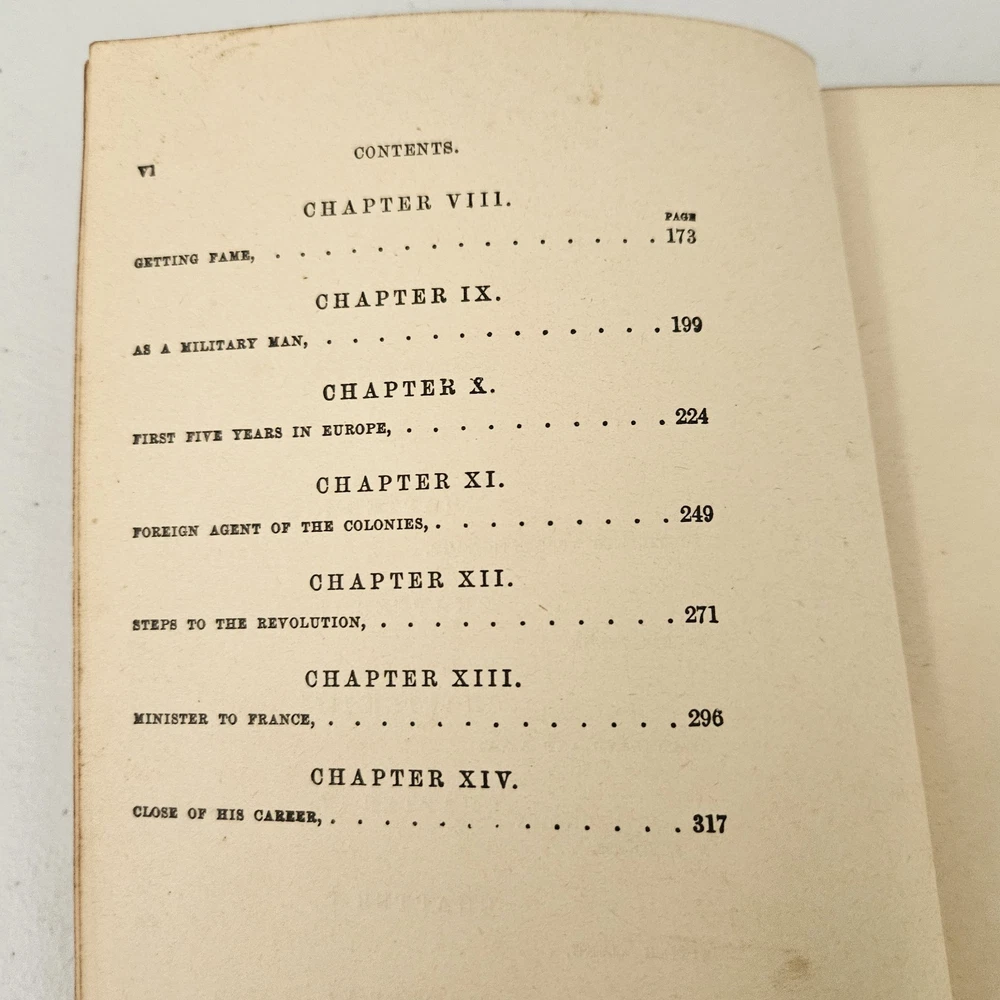 CONTENTS.
vi
CHAPTER VIII.
PAGE
GETTING FAME, . . . . . . . . . . . . . . . 173
CHAPTER IX.
AS A MILITARY MAN, . . . . . . . . . . . . . 199
CHAPTER X.
FIRST FIVE YEARS IN EUROPE, . . . . . . . . . . 224
CHAPTER XI.
FOREIGN AGENT OF THE COLONIES, . . . . . . . . . 249
CHAPTER XII.
STEPS TO THE REVOLUTION, . . . . . . . . . . . 271
CHAPTER XIII.
MINISTER TO FRANCE, . . . . . . . . . . . . . 296
CHAPTER XIV.
CLOSE OF HIS CAREER, . . . . . . . . . . . . . 317